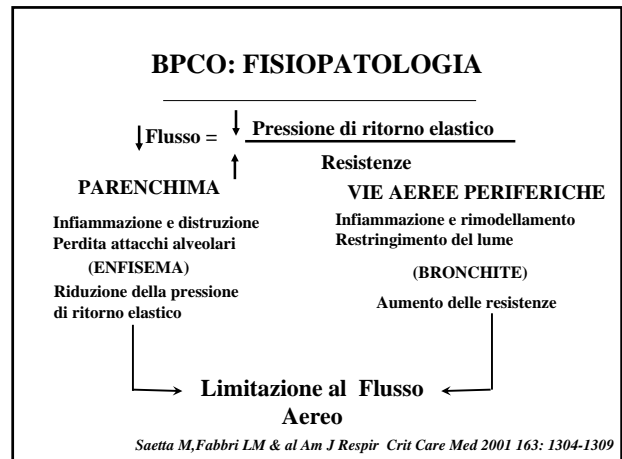 BPCO: FISIOPATOLOGIA
Flusso = Pressione di ritorno elastico
Resistenze
PARENCHIMA
Infiammazione e distruzione
Perdita attacchi alveolari
(ENFISEMA)
Riduzione della pressione
di ritorno elastico
VIE AEREE PERIFERICHE
Infiammazione e rimodellamento
Restringimento del lume
(BRONCHITE)
Aumento delle resistenze
Limitazione al Flusso
Aereo
Saetta M,Fabbri LM & al Am J Respir Crit Care Med 2001 163: 1304-1309